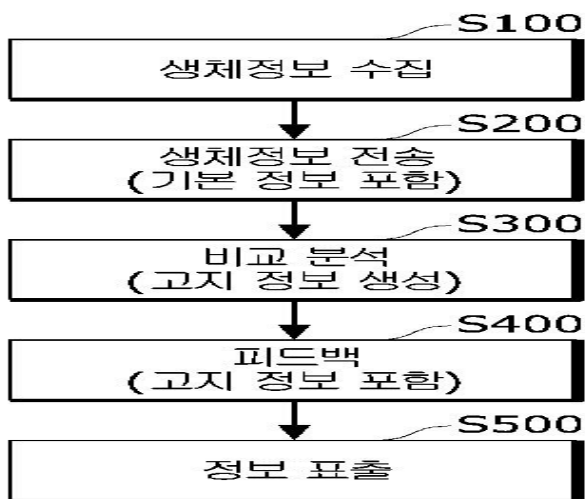 S100
생체정보 수집
S200
생체정보 전송
(기본 정보 포함)
S300
비교 분석
(고지 정보 생성)
S400
피드백
(고지 정보 포함)
S500
정보 표출